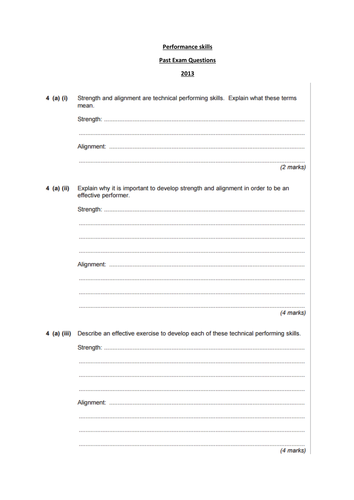 Performance skills
Past Exam Questions
2013
4 (a) (i) Strength and alignment are technical performing skills. Explain what these terms
mean.
Strength: ..........
Alignment: ..........
(2 marks)
4 (a) (ii) Explain why it is important to develop strength and alignment in order to be an
effective performer.
Strength: ..........
Alignment: ..........
(4 marks)
4 (a) (iii) Describe an effective exercise to develop each of these technical performing skills.
Strength: ..........
Alignment: ..........
(4 marks)